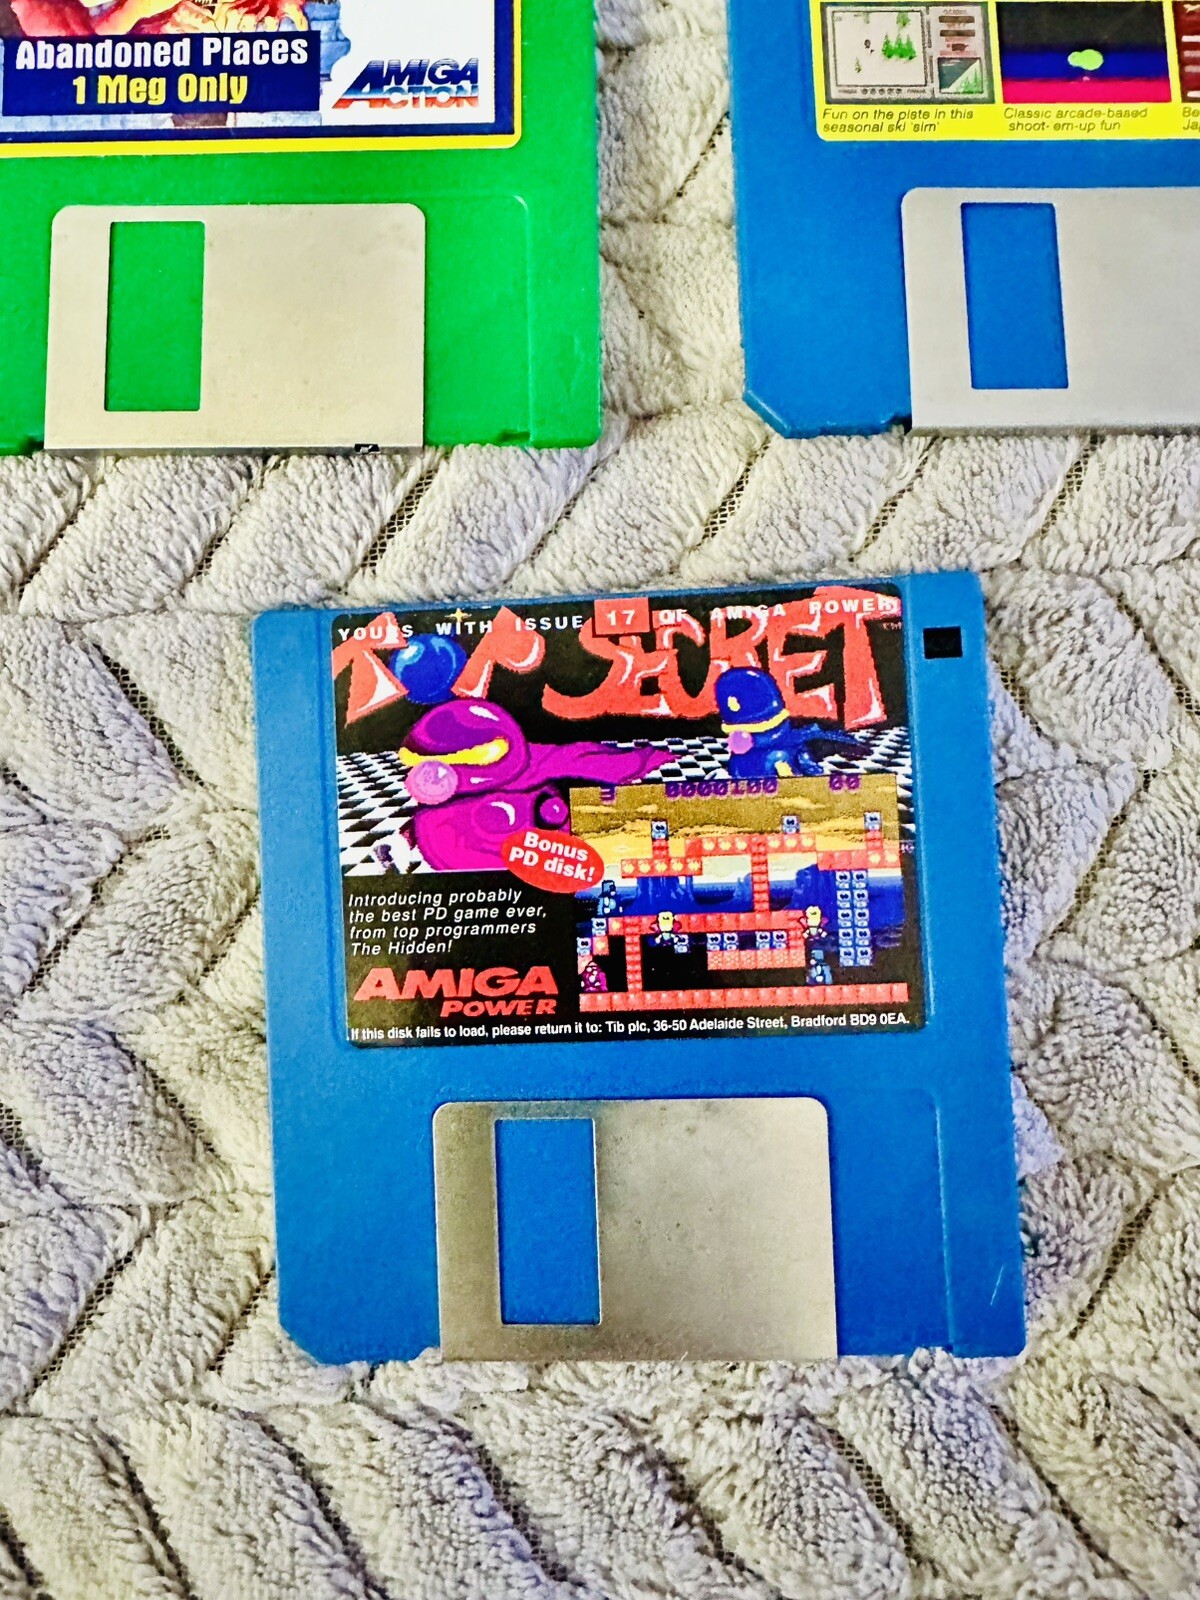 Abandoned Places
1 Meg Only
AMIGA
ACTION
Fun on the piste in this
seasonal ski 'sim'
Classic arcade-based
shoot-em-up fun
YOURS WITH ISSUE 17 OF AMIGA POWER
TOP SECRET
0000100 00
Bonus
PD disk!
Introducing probably
the best PD game ever,
from top programmers
The Hidden!
AMIGA
POWER
If this disk fails to load, please return it to: Tib plc, 36-50 Adelaide Street, Bradford BD9 0EA.